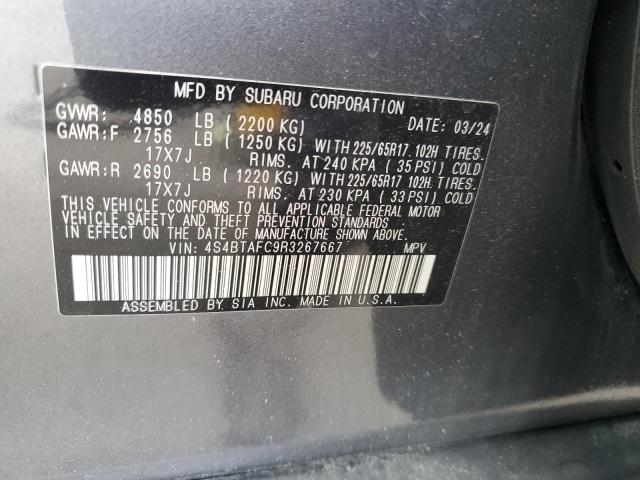 MFD BY SUBARU CORPORATION
GVWR: 4850 LB (2200 KG) DATE: 03/24
GAWR:F 2756 LB (1250 KG) WITH 225/65R17 102H TIRES.
17X7J RIMS. AT 240 KPA (35 PSI) COLD
GAWR:R 2690 LB (1220 KG) WITH 225/65R17 102H. TIRES.
17X7J RIMS. AT 230 KPA (33 PSI) COLD
THIS VEHICLE CONFORMS TO ALL APPLICABLE FEDERAL MOTOR
VEHICLE SAFETY AND THEFT PREVENTION STANDARDS
IN EFFECT ON THE DATE OF MANUFACTURE SHOWN ABOVE.
VIN: 4S4BTAFC9R3267667 MPV
ASSEMBLED BY SIA INC. MADE IN U.S.A.